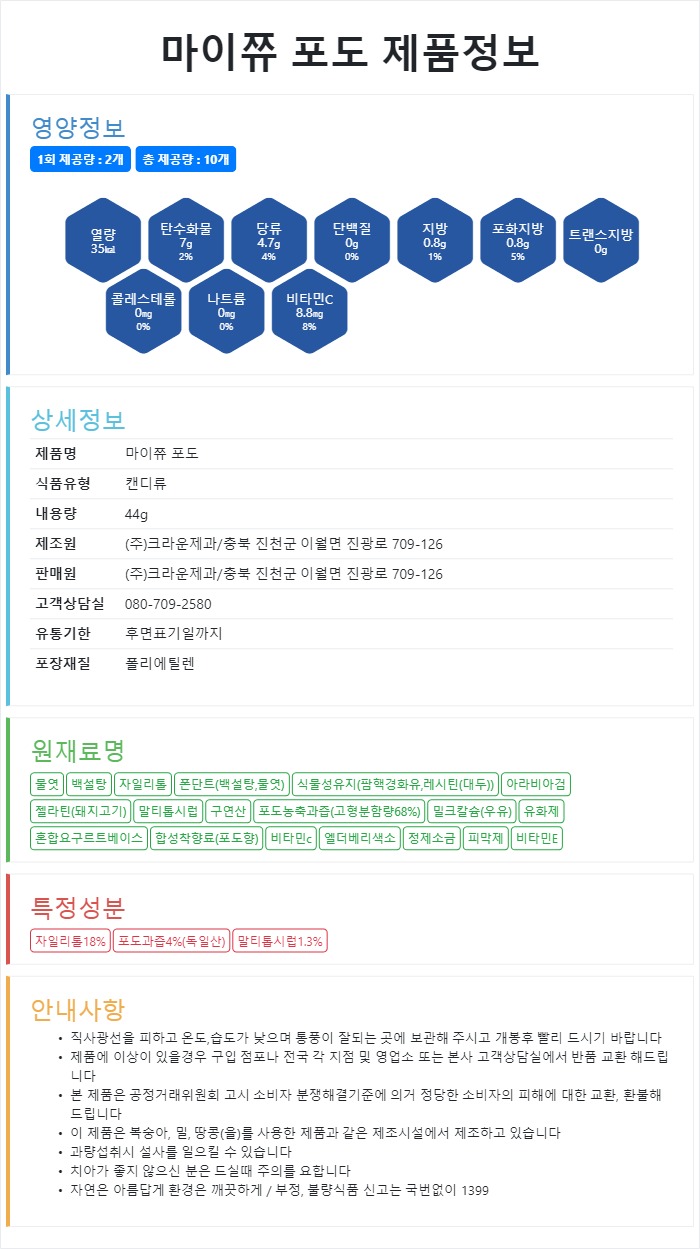 마이쮸 포도 제품정보
영양정보
1회 제공량 : 2개 총 제공량 : 10개
열량 탄수화물 당류 단백질 지방 포화지방 트랜스지방
35㎉ 7g 4.7g 0g 0.8g 0.8g 0g
2% 4% 0% 1% 5%
콜레스테롤 나트륨 비타민C
0㎎ 0㎎ 8.8㎎
0% 0% 8%
상세정보
제품명 마이쮸 포도
식품유형 캔디류
내용량 44g
제조원 (주)크라운제과/충북 진천군 이월면 진광로 709-126
판매원 (주)크라운제과/충북 진천군 이월면 진광로 709-126
고객상담실 080-709-2580
유통기한 후면표기일까지
포장재질 폴리에틸렌
원재료명
물엿 백설탕 자일리톨 폰단트(백설탕,물엿) 식물성유지(팜핵경화유,레시틴(대두)) 아라비아검
젤라틴(돼지고기) 말티톨시럽 구연산 포도농축과즙(고형분함량68%) 밀크칼슘(우유) 유화제
혼합요구르트베이스 합성착향료(포도향) 비타민c 엘더베리색소 정제소금 피막제 비타민E
특정성분
자일리톨18% 포도과즙4%(독일산) 말티톨시럽1.3%
안내사항
• 직사광선을 피하고 온도,습도가 낮으며 통풍이 잘되는 곳에 보관해 주시고 개봉후 빨리 드시기 바랍니다
• 제품에 이상이 있을경우 구입 점포나 전국 각 지점 및 영업소 또는 본사 고객상담실에서 반품 교환 해드립
니다
• 본 제품은 공정거래위원회 고시 소비자 분쟁해결기준에 의거 정당한 소비자의 피해에 대한 교환, 환불해
드립니다
• 이 제품은 복숭아, 밀, 땅콩(을)를 사용한 제품과 같은 제조시설에서 제조하고 있습니다
• 과량섭취시 설사를 일으킬 수 있습니다
• 치아가 좋지 않으신 분은 드실때 주의를 요합니다
• 자연은 아름답게 환경은 깨끗하게 / 부정, 불량식품 신고는 국번없이 1399